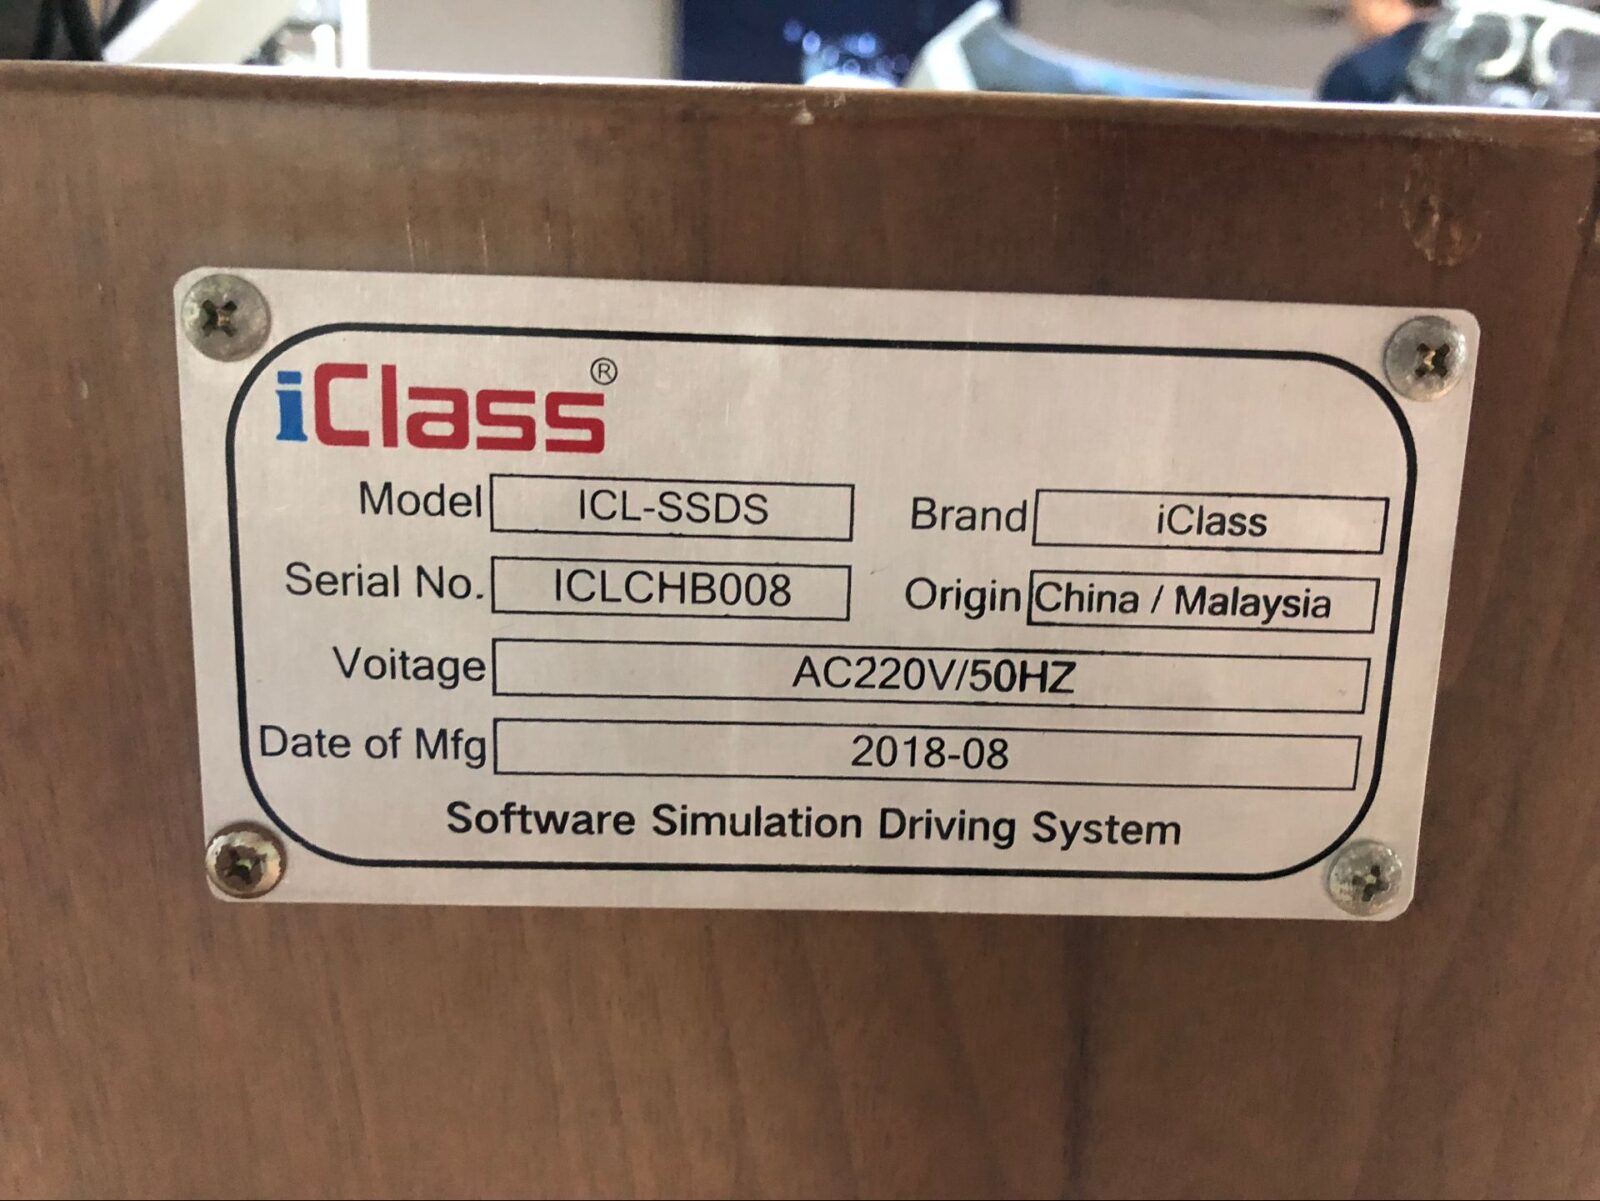 iClass®
Model ICL-SSDS Brand iClass
Serial No. ICLCHB008 Origin China / Malaysia
Voitage AC220V/50HZ
Date of Mfg 2018-08
Software Simulation Driving System